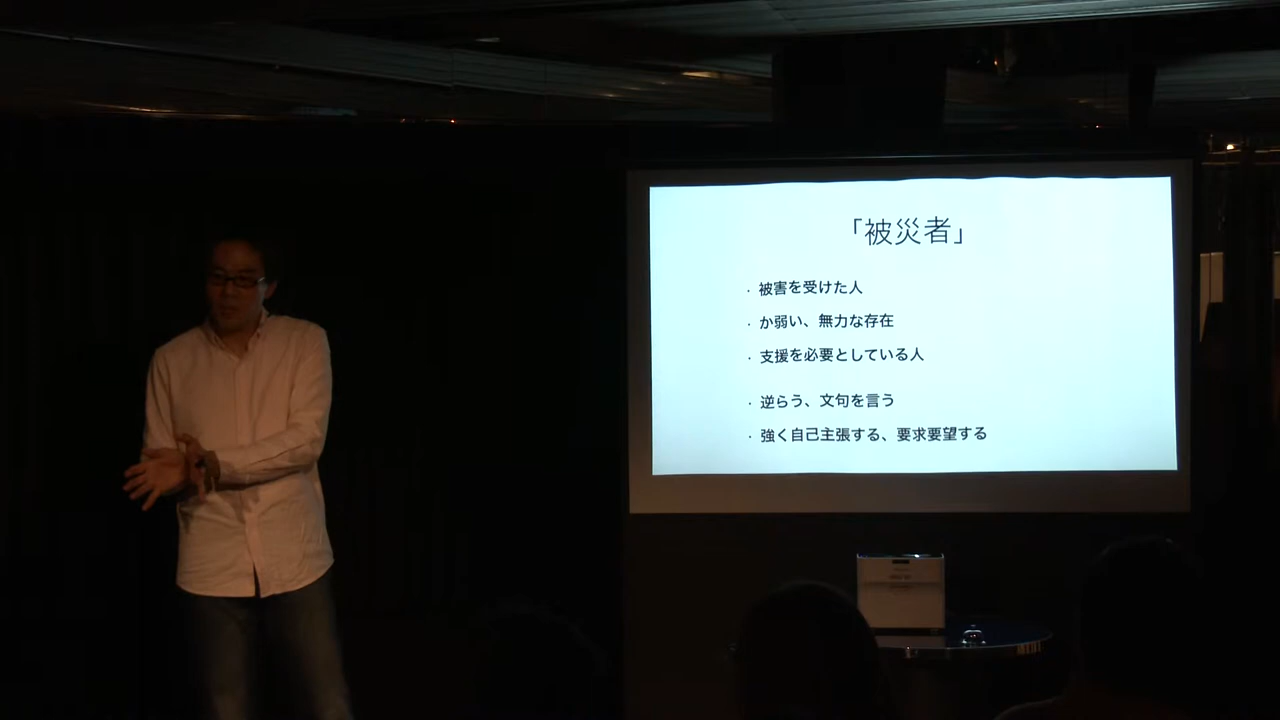 「被災者」
· 被害を受けた人
· か弱い、無力な存在
· 支援を必要としている人
· 逆らう、文句を言う
· 強く自己主張する、要求要望する